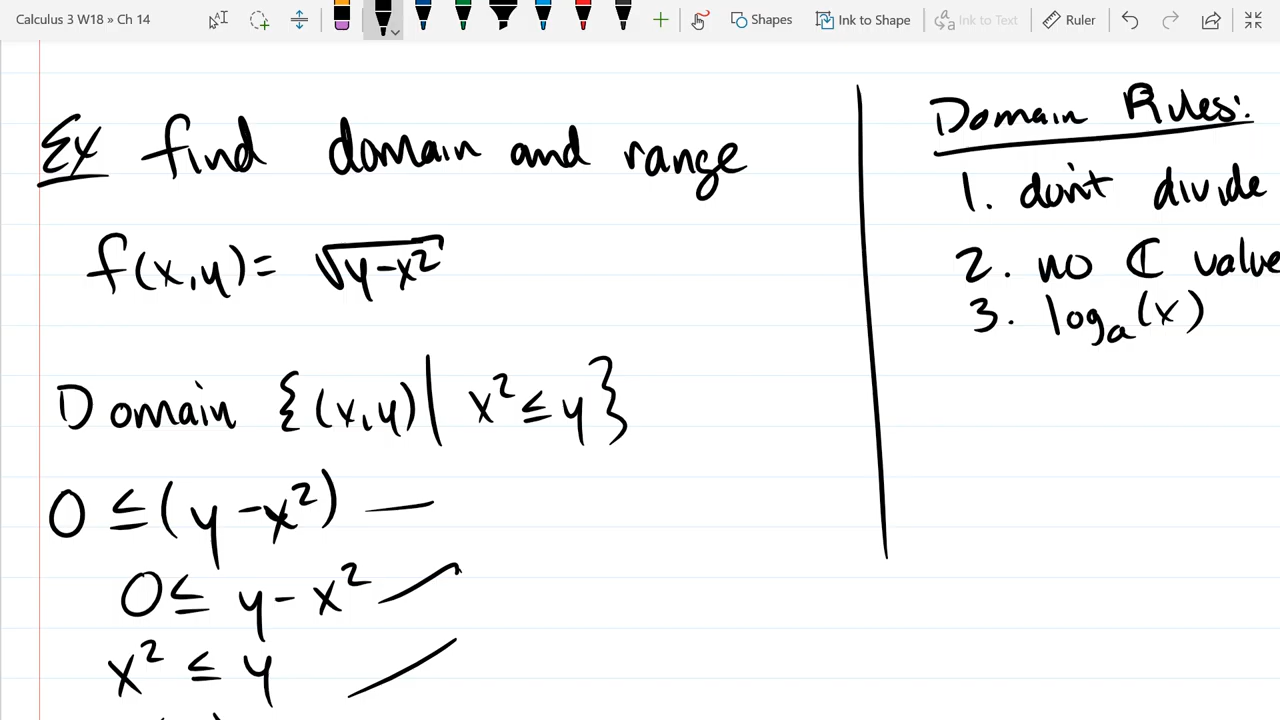 Calculus 3 W18 » Ch 14
Shapes
Ink to Shape
Ink to Text
Ruler
Ex find domain and range
f(x,y)= √y-x²
Domain {(x,y)| x² ≤ y}
0 ≤ (y-x²) —
0 ≤ y-x²
x² ≤ y
Domain Rules:
1. don't divide
2. no ℂ value
3. logₐ(x)